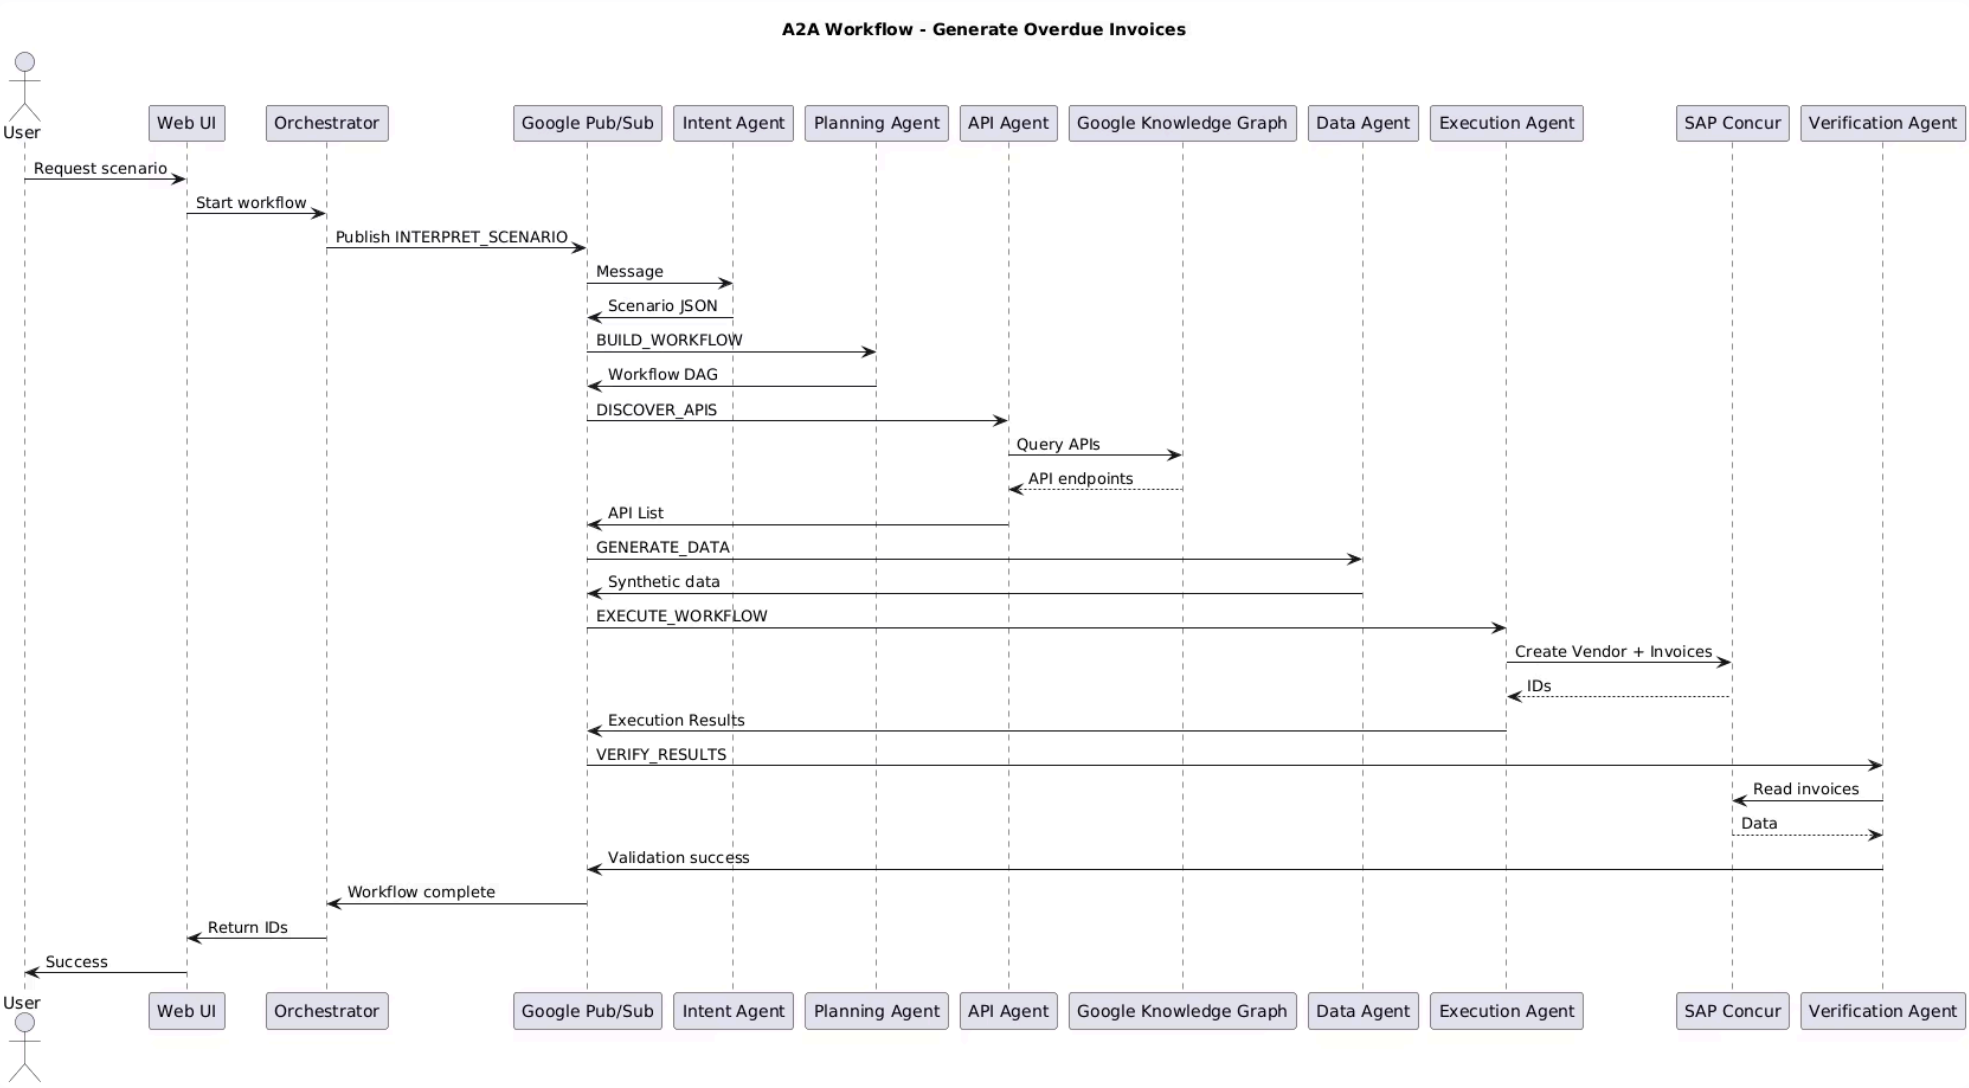 A2A Workflow - Generate Overdue Invoices
User
Web UI
Orchestrator
Google Pub/Sub
Intent Agent
Planning Agent
API Agent
Google Knowledge Graph
Data Agent
Execution Agent
SAP Concur
Verification Agent
Request scenario
Start workflow
Publish INTERPRET_SCENARIO
Message
Scenario JSON
BUILD_WORKFLOW
Workflow DAG
DISCOVER_APIS
Query APIs
API endpoints
API List
GENERATE_DATA
Synthetic data
EXECUTE_WORKFLOW
Create Vendor + Invoices
IDs
Execution Results
VERIFY_RESULTS
Read invoices
Data
Validation success
Workflow complete
Return IDs
Success
User
Web UI
Orchestrator
Google Pub/Sub
Intent Agent
Planning Agent
API Agent
Google Knowledge Graph
Data Agent
Execution Agent
SAP Concur
Verification Agent